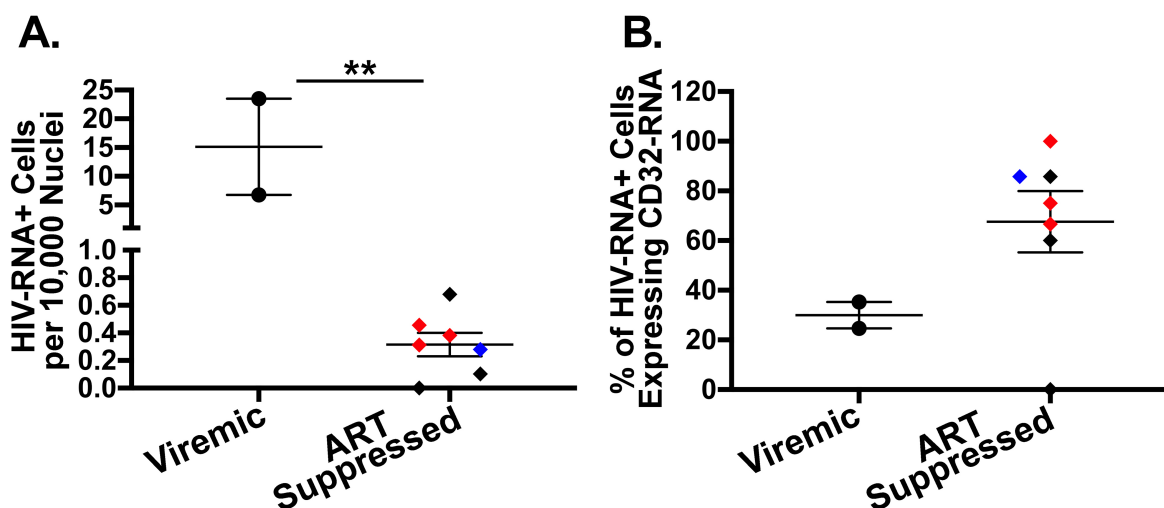 A.
HIV-RNA+ Cells
per 10,000 Nuclei
25
20
15
10
5
1.0
0.8
0.6
0.4
0.2
0.0
**
Viremic
ART
Suppressed
B.
% of HIV-RNA+ Cells
Expressing CD32-RNA
120
100
80
60
40
20
0
Viremic
ART
Suppressed